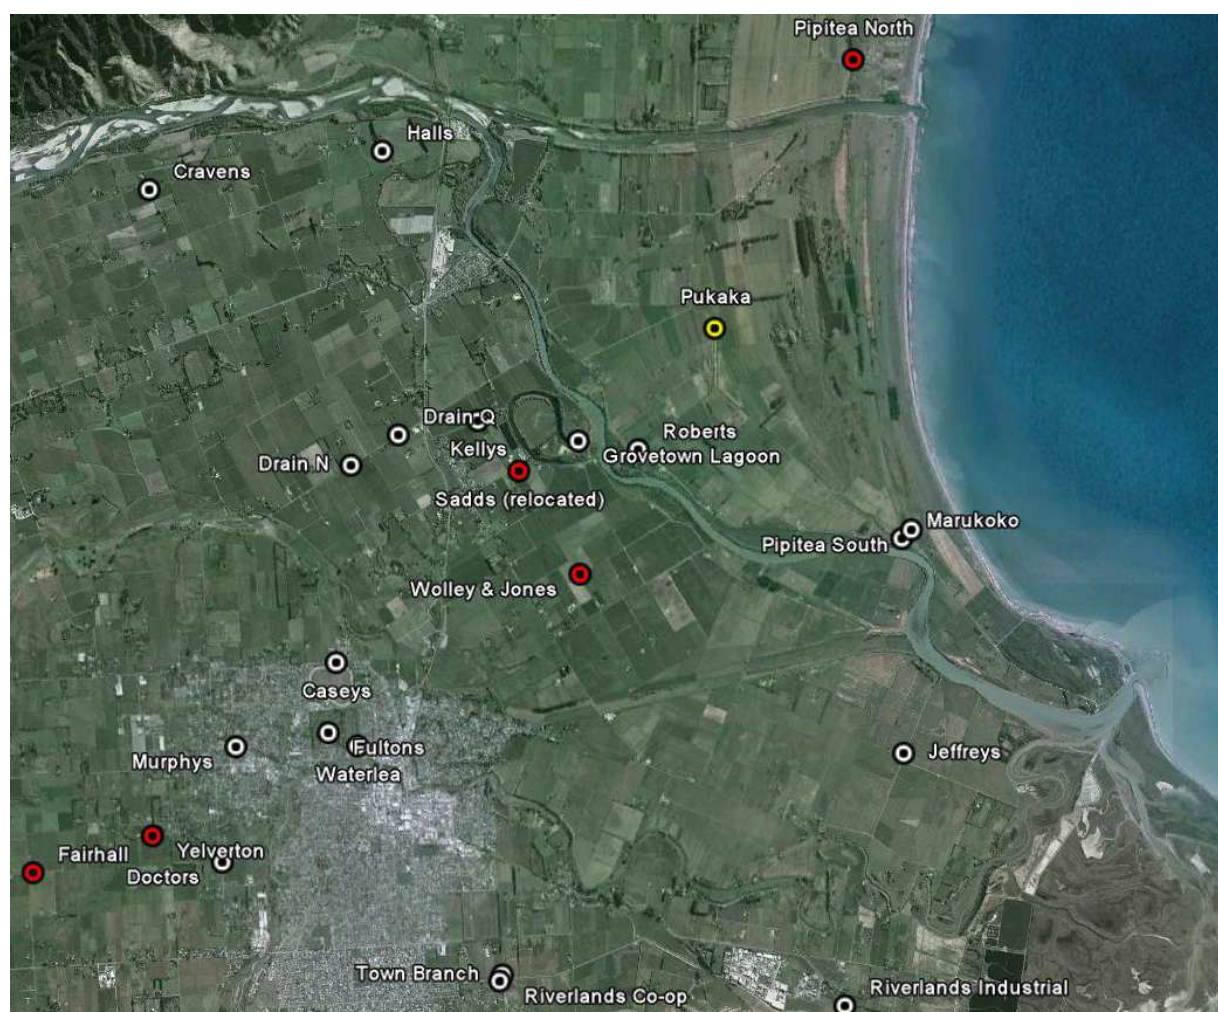 Pipitea North
Halls
Cravens
Pukaka
Drain Q
Roberts
Kellys
Grovetown Lagoon
Drain N
Sadds (relocated)
Marukoko
Pipitea South
Wolley & Jones
Caseys
Fultons
Murphys
Jeffreys
Waterlea
Yelverton
Fairhall
Doctors
Town Branch
Riverlands Industrial
Riverlands Co-op